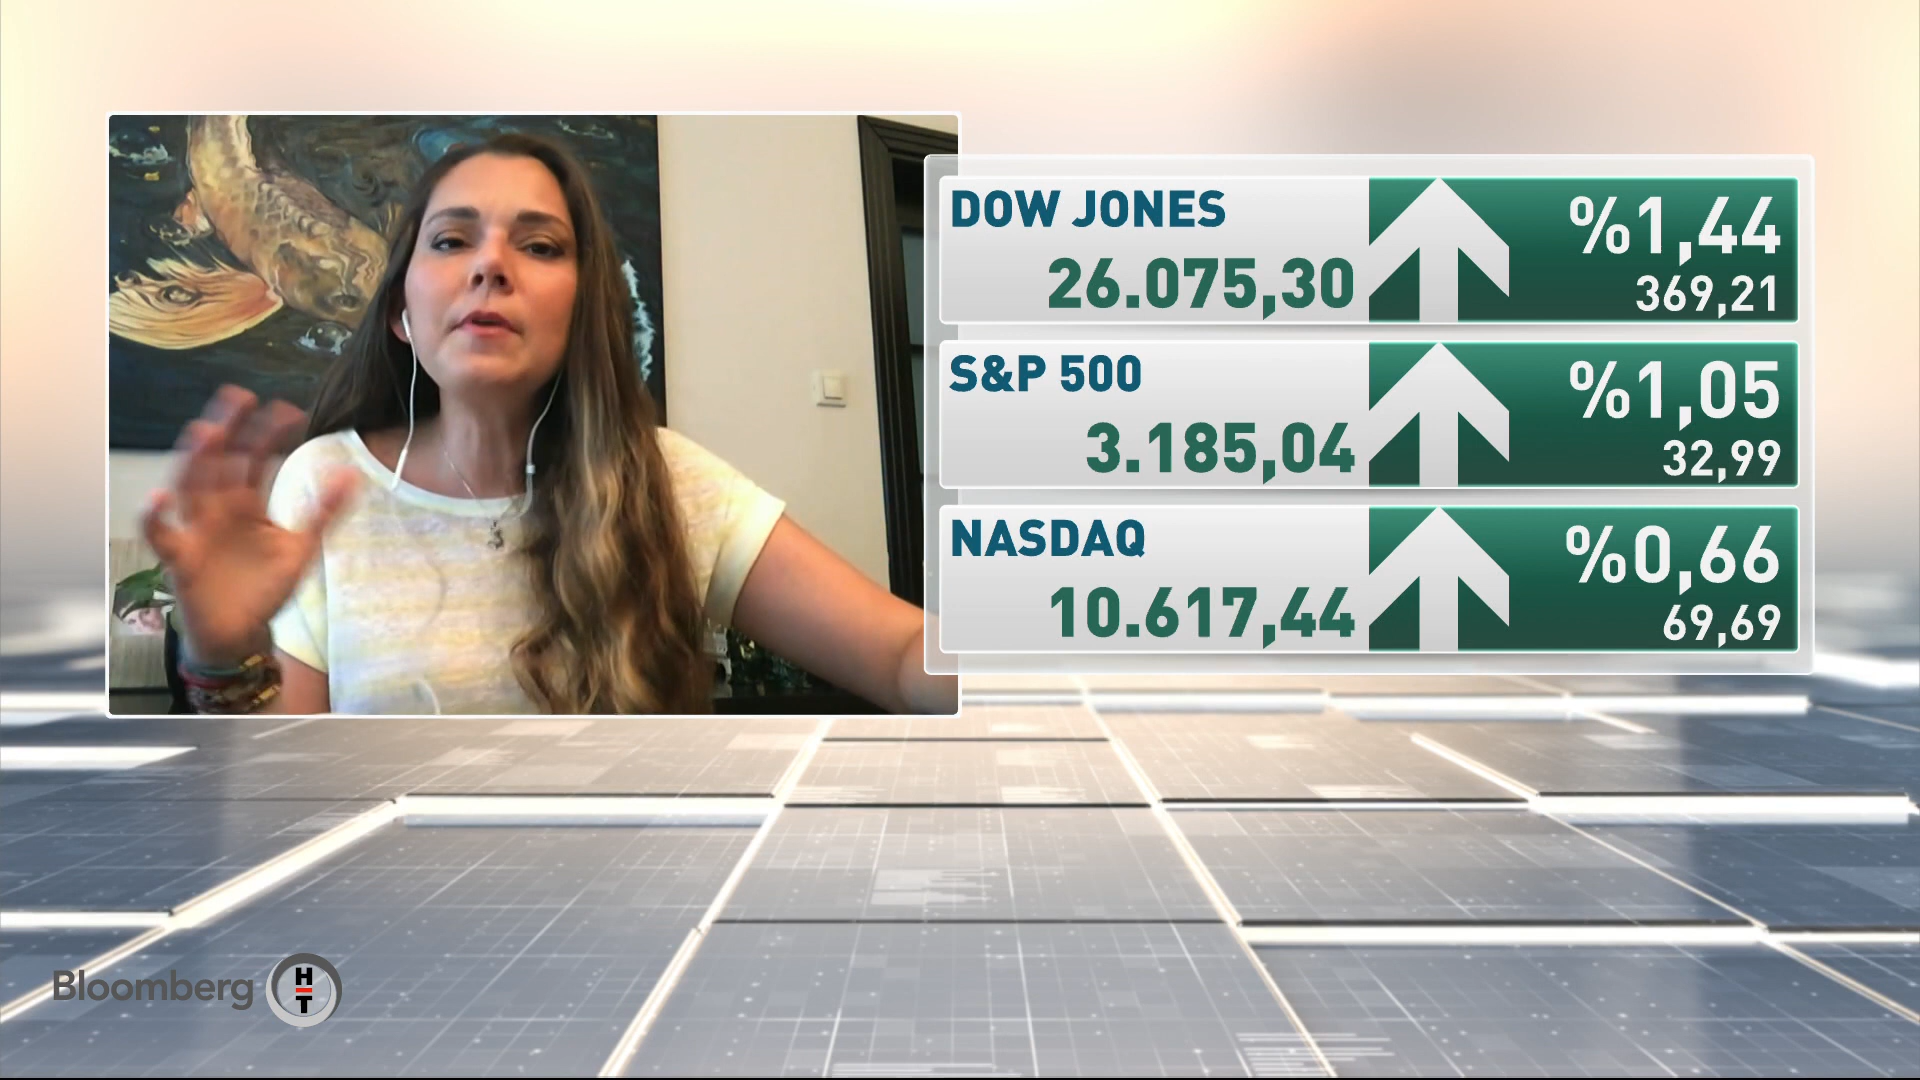 DOW JONES
26.075,30
%1,44
369,21
S&P 500
3.185,04
%1,05
32,99
NASDAQ
10.617,44
%0,66
69,69
Bloomberg HT